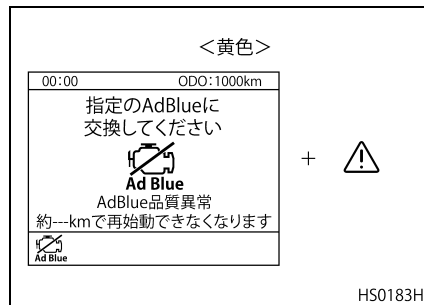 ＜黄色＞
00:00 ODO:1000km
指定のAdBlueに
交換してください
Ad Blue
AdBlue品質異常
約---kmで再始動できなくなります
Ad Blue
+
HS0183H